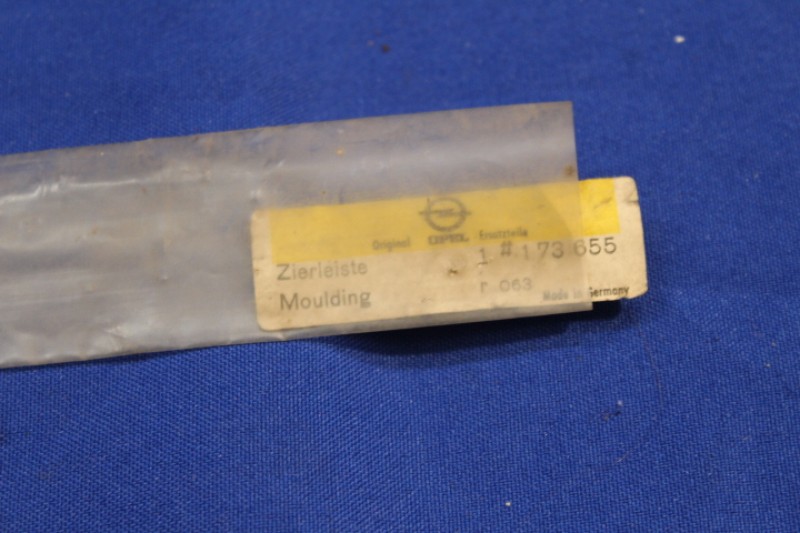 Original OPEL Ersatzteile
Zierleiste 1 # 173 655
Moulding r 063 Made in Germany